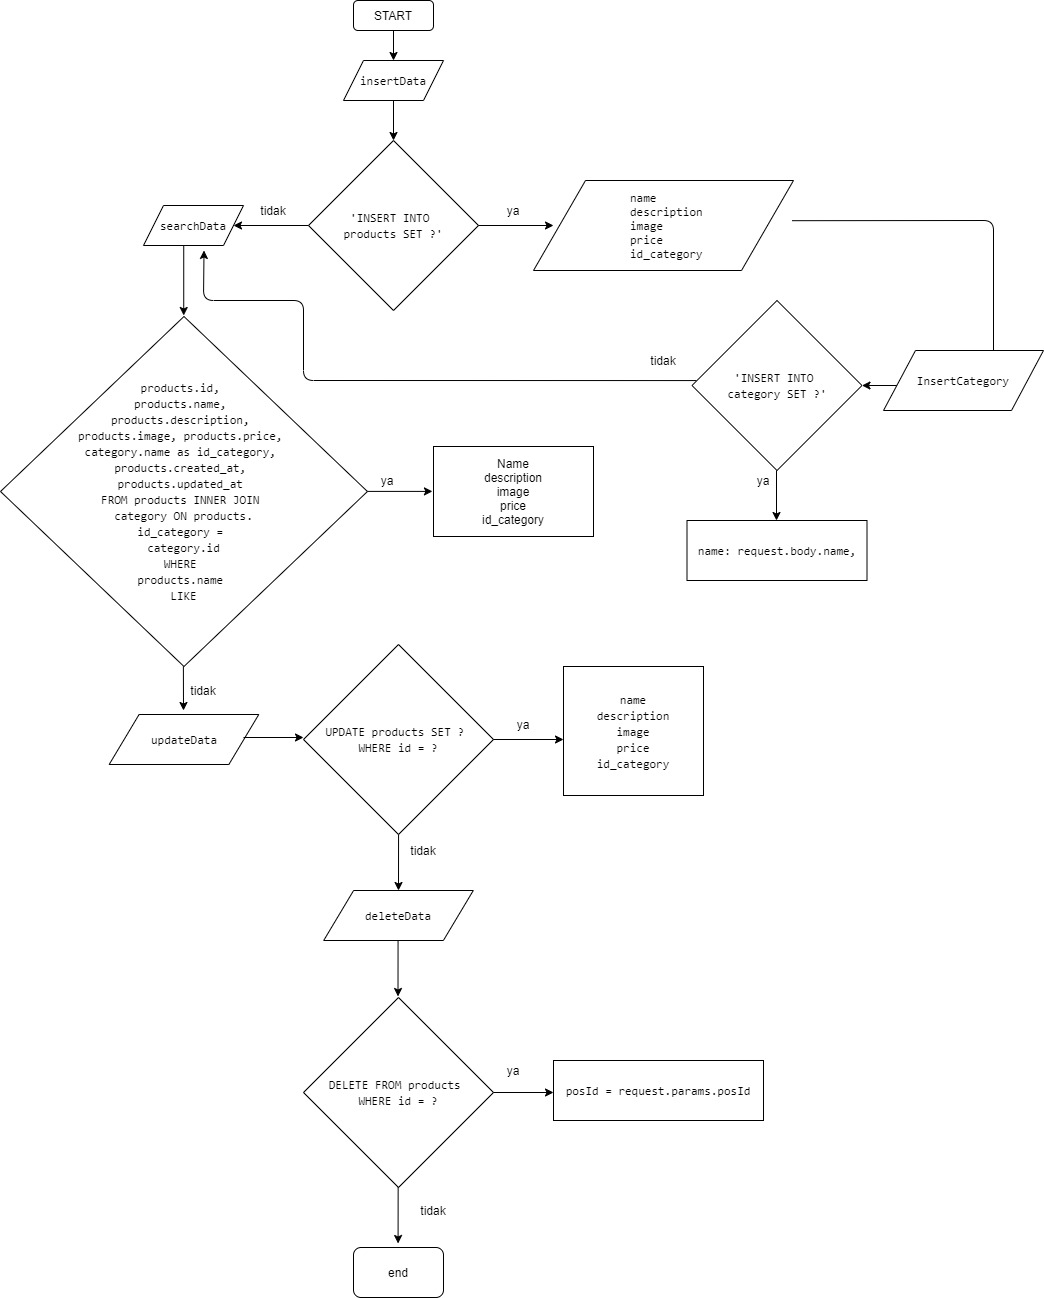 START
insertData
'INSERT INTO
products SET ?'
tidak
ya
searchData
name
description
image
price
id_category
tidak
'INSERT INTO
category SET ?'
InsertCategory
ya
name: request.body.name,
products.id,
products.name,
products.description,
products.image, products.price,
category.name as id_category,
products.created_at,
products.updated_at
FROM products INNER JOIN
category ON products.
id_category =
category.id
WHERE
products.name
LIKE
ya
Name
description
image
price
id_category
tidak
updateData
UPDATE products SET ?
WHERE id = ?
ya
name
description
image
price
id_category
tidak
deleteData
DELETE FROM products
WHERE id = ?
ya
posId = request.params.posId
tidak
end